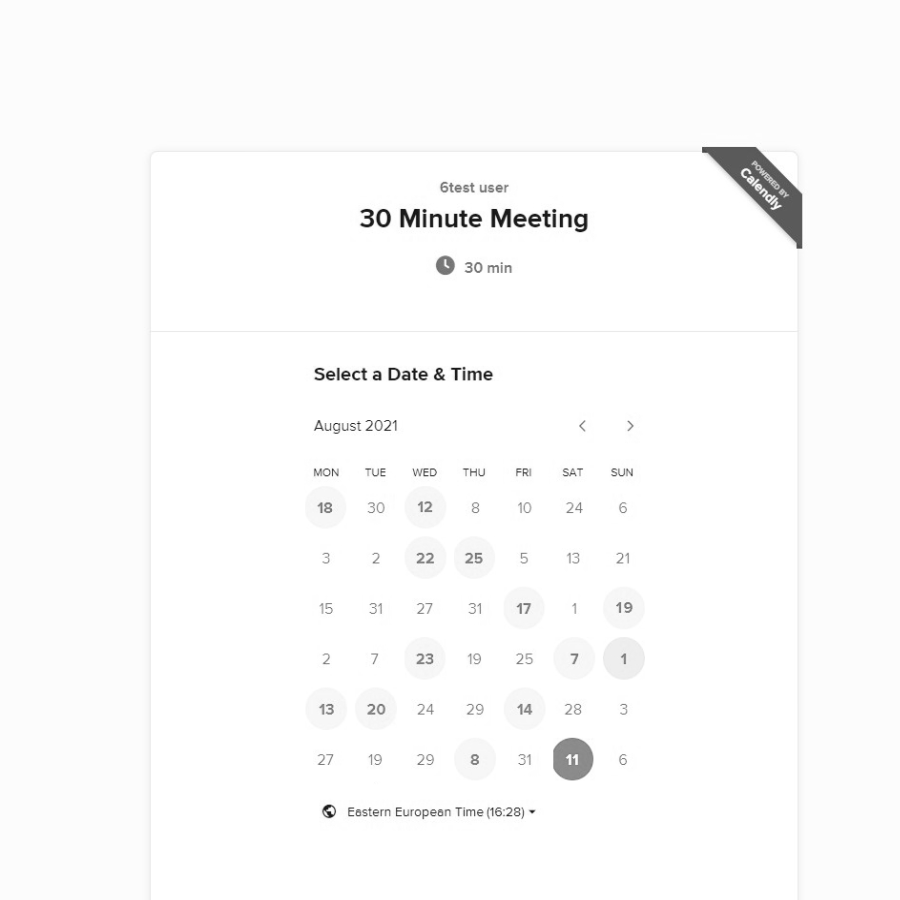 POWERED BY
Calendly
6test user
30 Minute Meeting
30 min
Select a Date & Time
August 2021
MON TUE WED THU FRI SAT SUN
18 30 12 8 10 24 6
3 2 22 25 5 13 21
15 31 27 31 17 1 19
2 7 23 19 25 7 1
13 20 24 29 14 28 3
27 19 29 8 31 11 6
Eastern European Time (16:28)